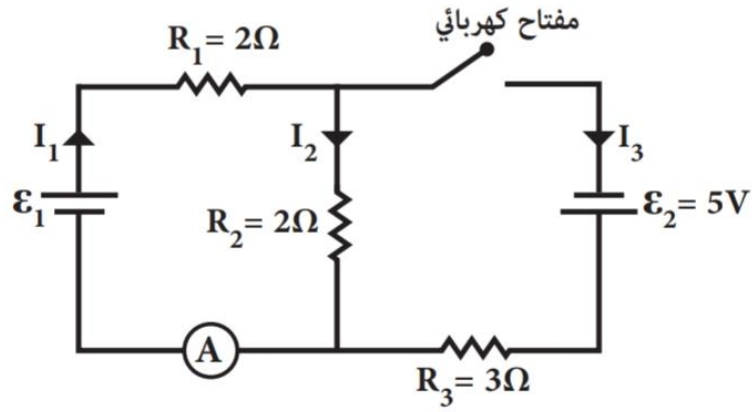 مفتاح كهربائي
R₁= 2Ω
I₁
I₂
I₃
ε₁
R₂= 2Ω
ε₂= 5V
A
R₃= 3Ω